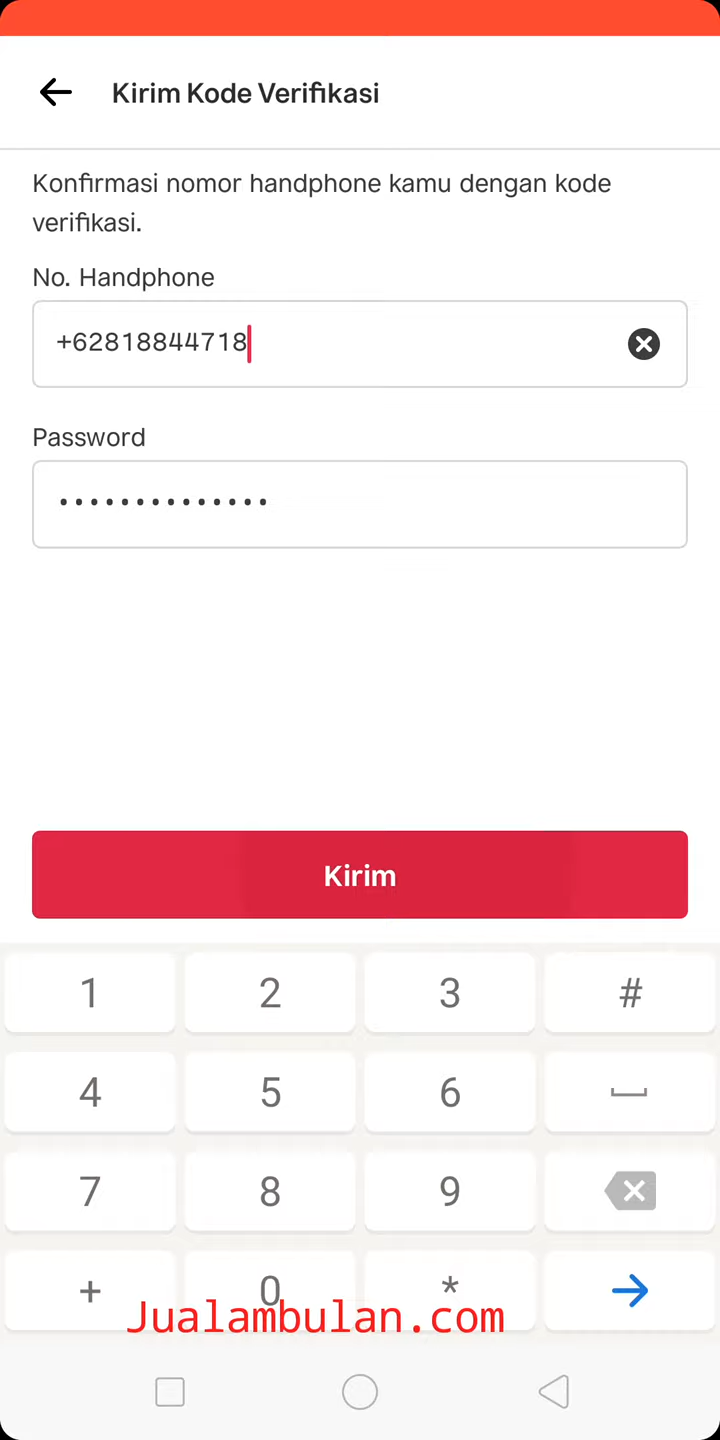 Kirim Kode Verifikasi
Konfirmasi nomor handphone kamu dengan kode
verifikasi.
No. Handphone
+62818844718
Password
••••••••••••••
Kirim
1 2 3 #
4 5 6
7 8 9
+ 0 *
Jualambulan.com